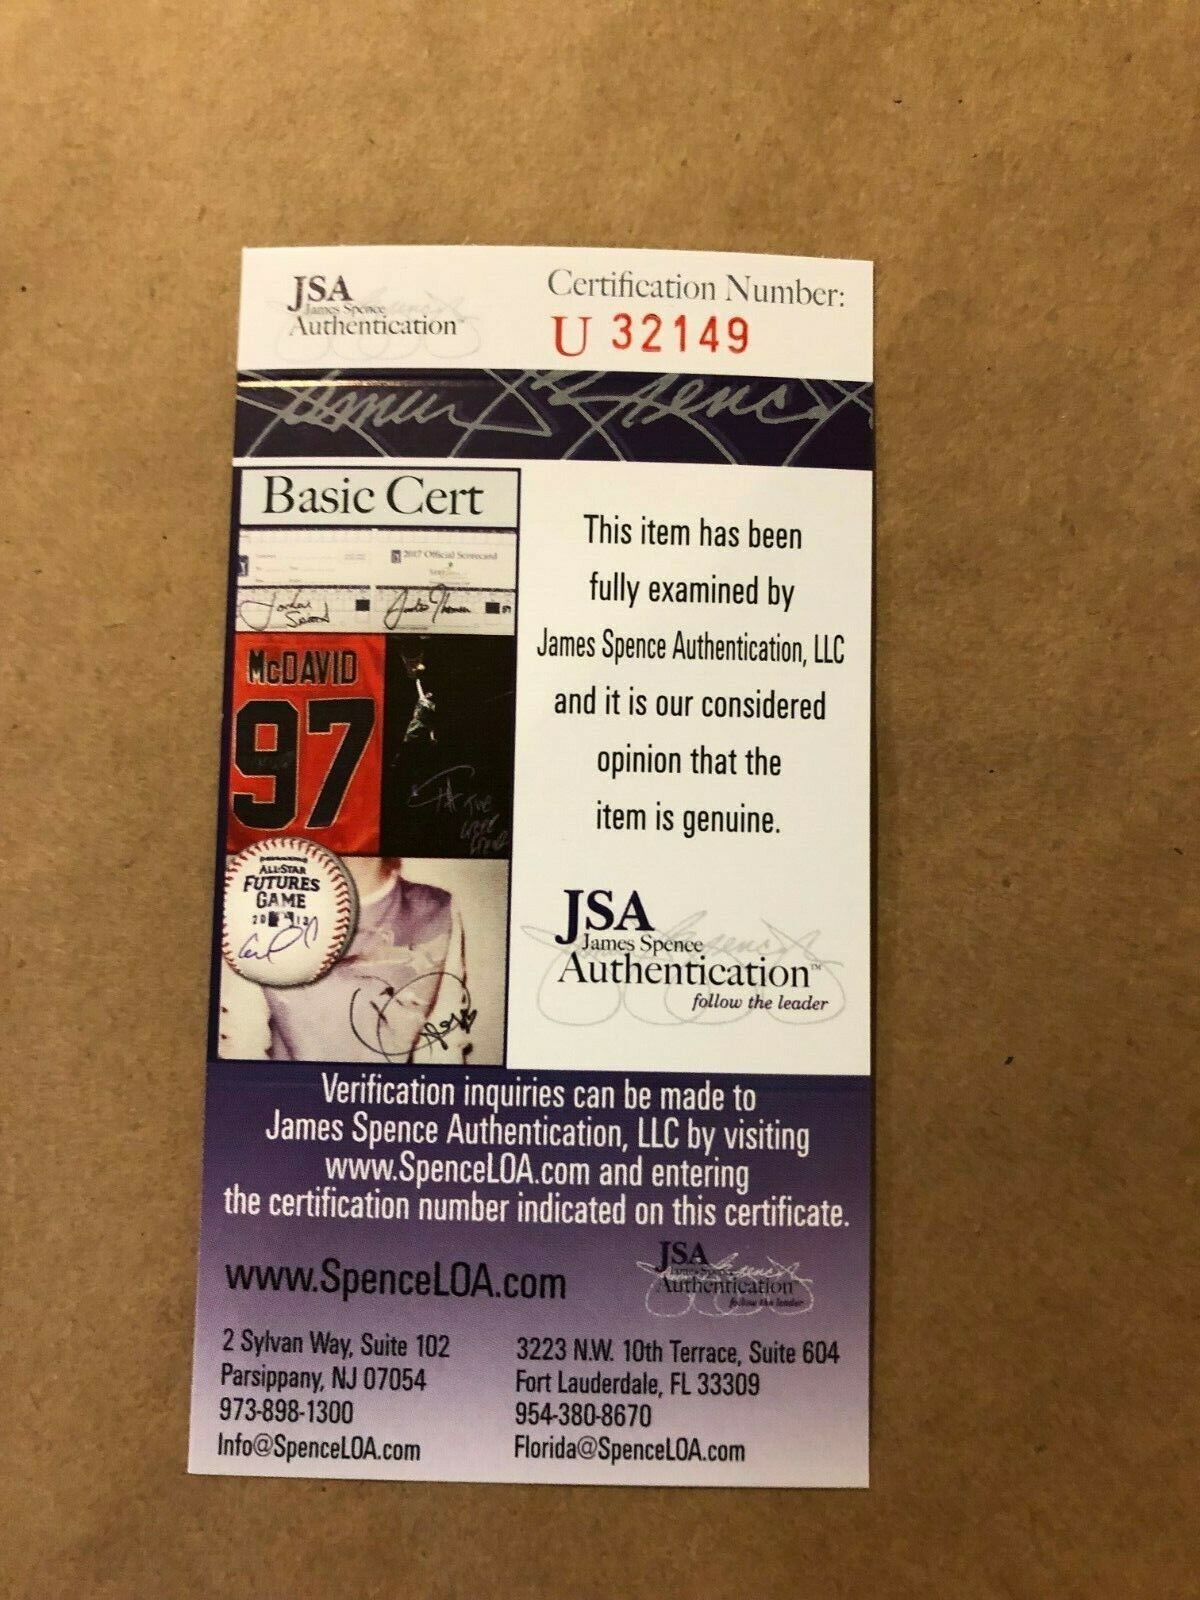 JSA
James Spence
Authentication™
Certification Number:
U 32149
Basic Cert
2017 Official Scorecard
McDAVID
97
ALL-STAR
FUTURES
GAME
This item has been
fully examined by
James Spence Authentication, LLC
and it is our considered
opinion that the
item is genuine.
JSA
James Spence
Authentication™
follow the leader
Verification inquiries can be made to
James Spence Authentication, LLC by visiting
www.SpenceLOA.com and entering
the certification number indicated on this certificate.
www.SpenceLOA.com
JSA
James Spence
Authentication
follow the leader
2 Sylvan Way, Suite 102
Parsippany, NJ 07054
973-898-1300
Info@SpenceLOA.com
3223 N.W. 10th Terrace, Suite 604
Fort Lauderdale, FL 33309
954-380-8670
Florida@SpenceLOA.com